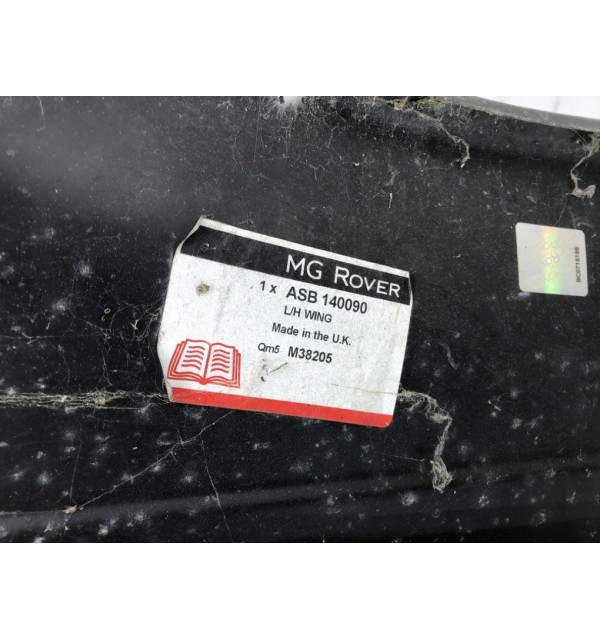 MG ROVER
1 x ASB 140090
L/H WING
Made in the U.K.
Qm5 M38205